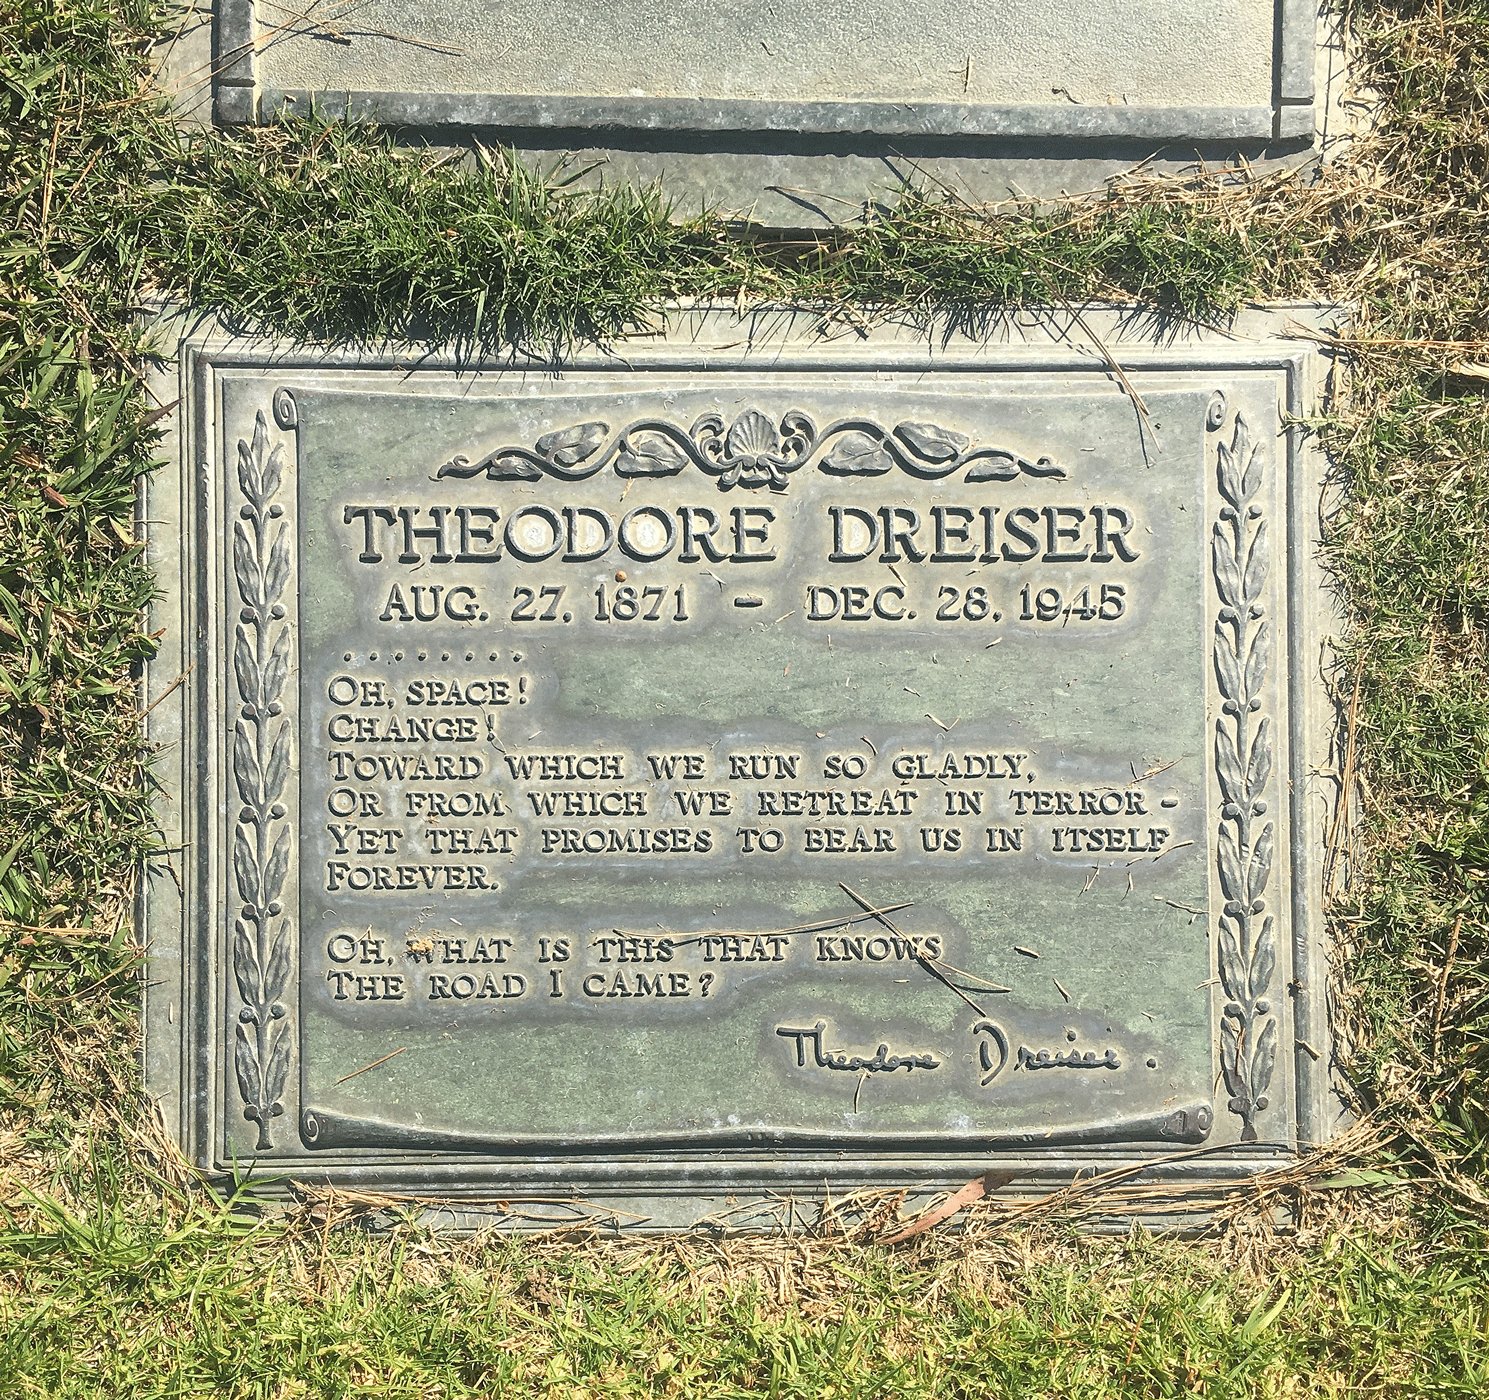 THEODORE DREISER
AUG. 27, 1871 - DEC. 28, 1945
.........
OH, SPACE!
CHANGE!
TOWARD WHICH WE RUN SO GLADLY,
OR FROM WHICH WE RETREAT IN TERROR -
YET THAT PROMISES TO BEAR US IN ITSELF
FOREVER.
OH, WHAT IS THIS THAT KNOWS
THE ROAD I CAME?
Theodore Dreiser.